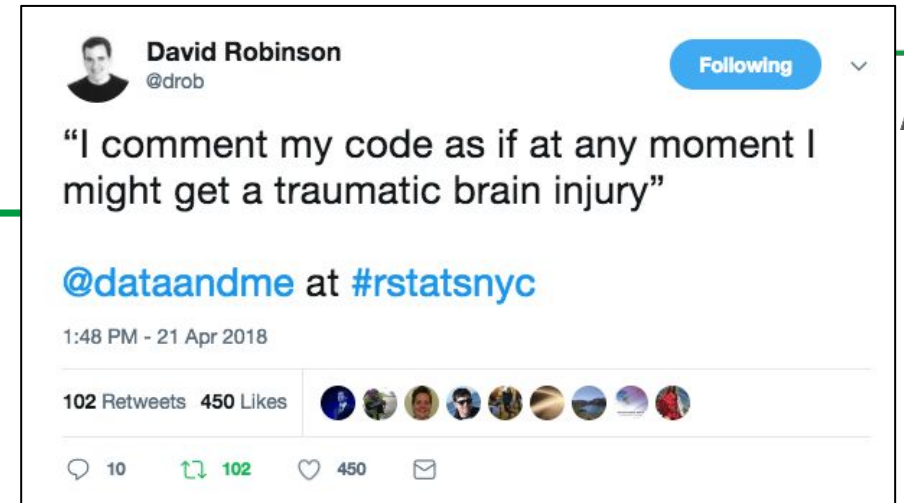 David Robinson
@drob
Following
“I comment my code as if at any moment I
might get a traumatic brain injury”
@dataandme at #rstatsnyc
1:48 PM - 21 Apr 2018
102 Retweets 450 Likes
10 102 450